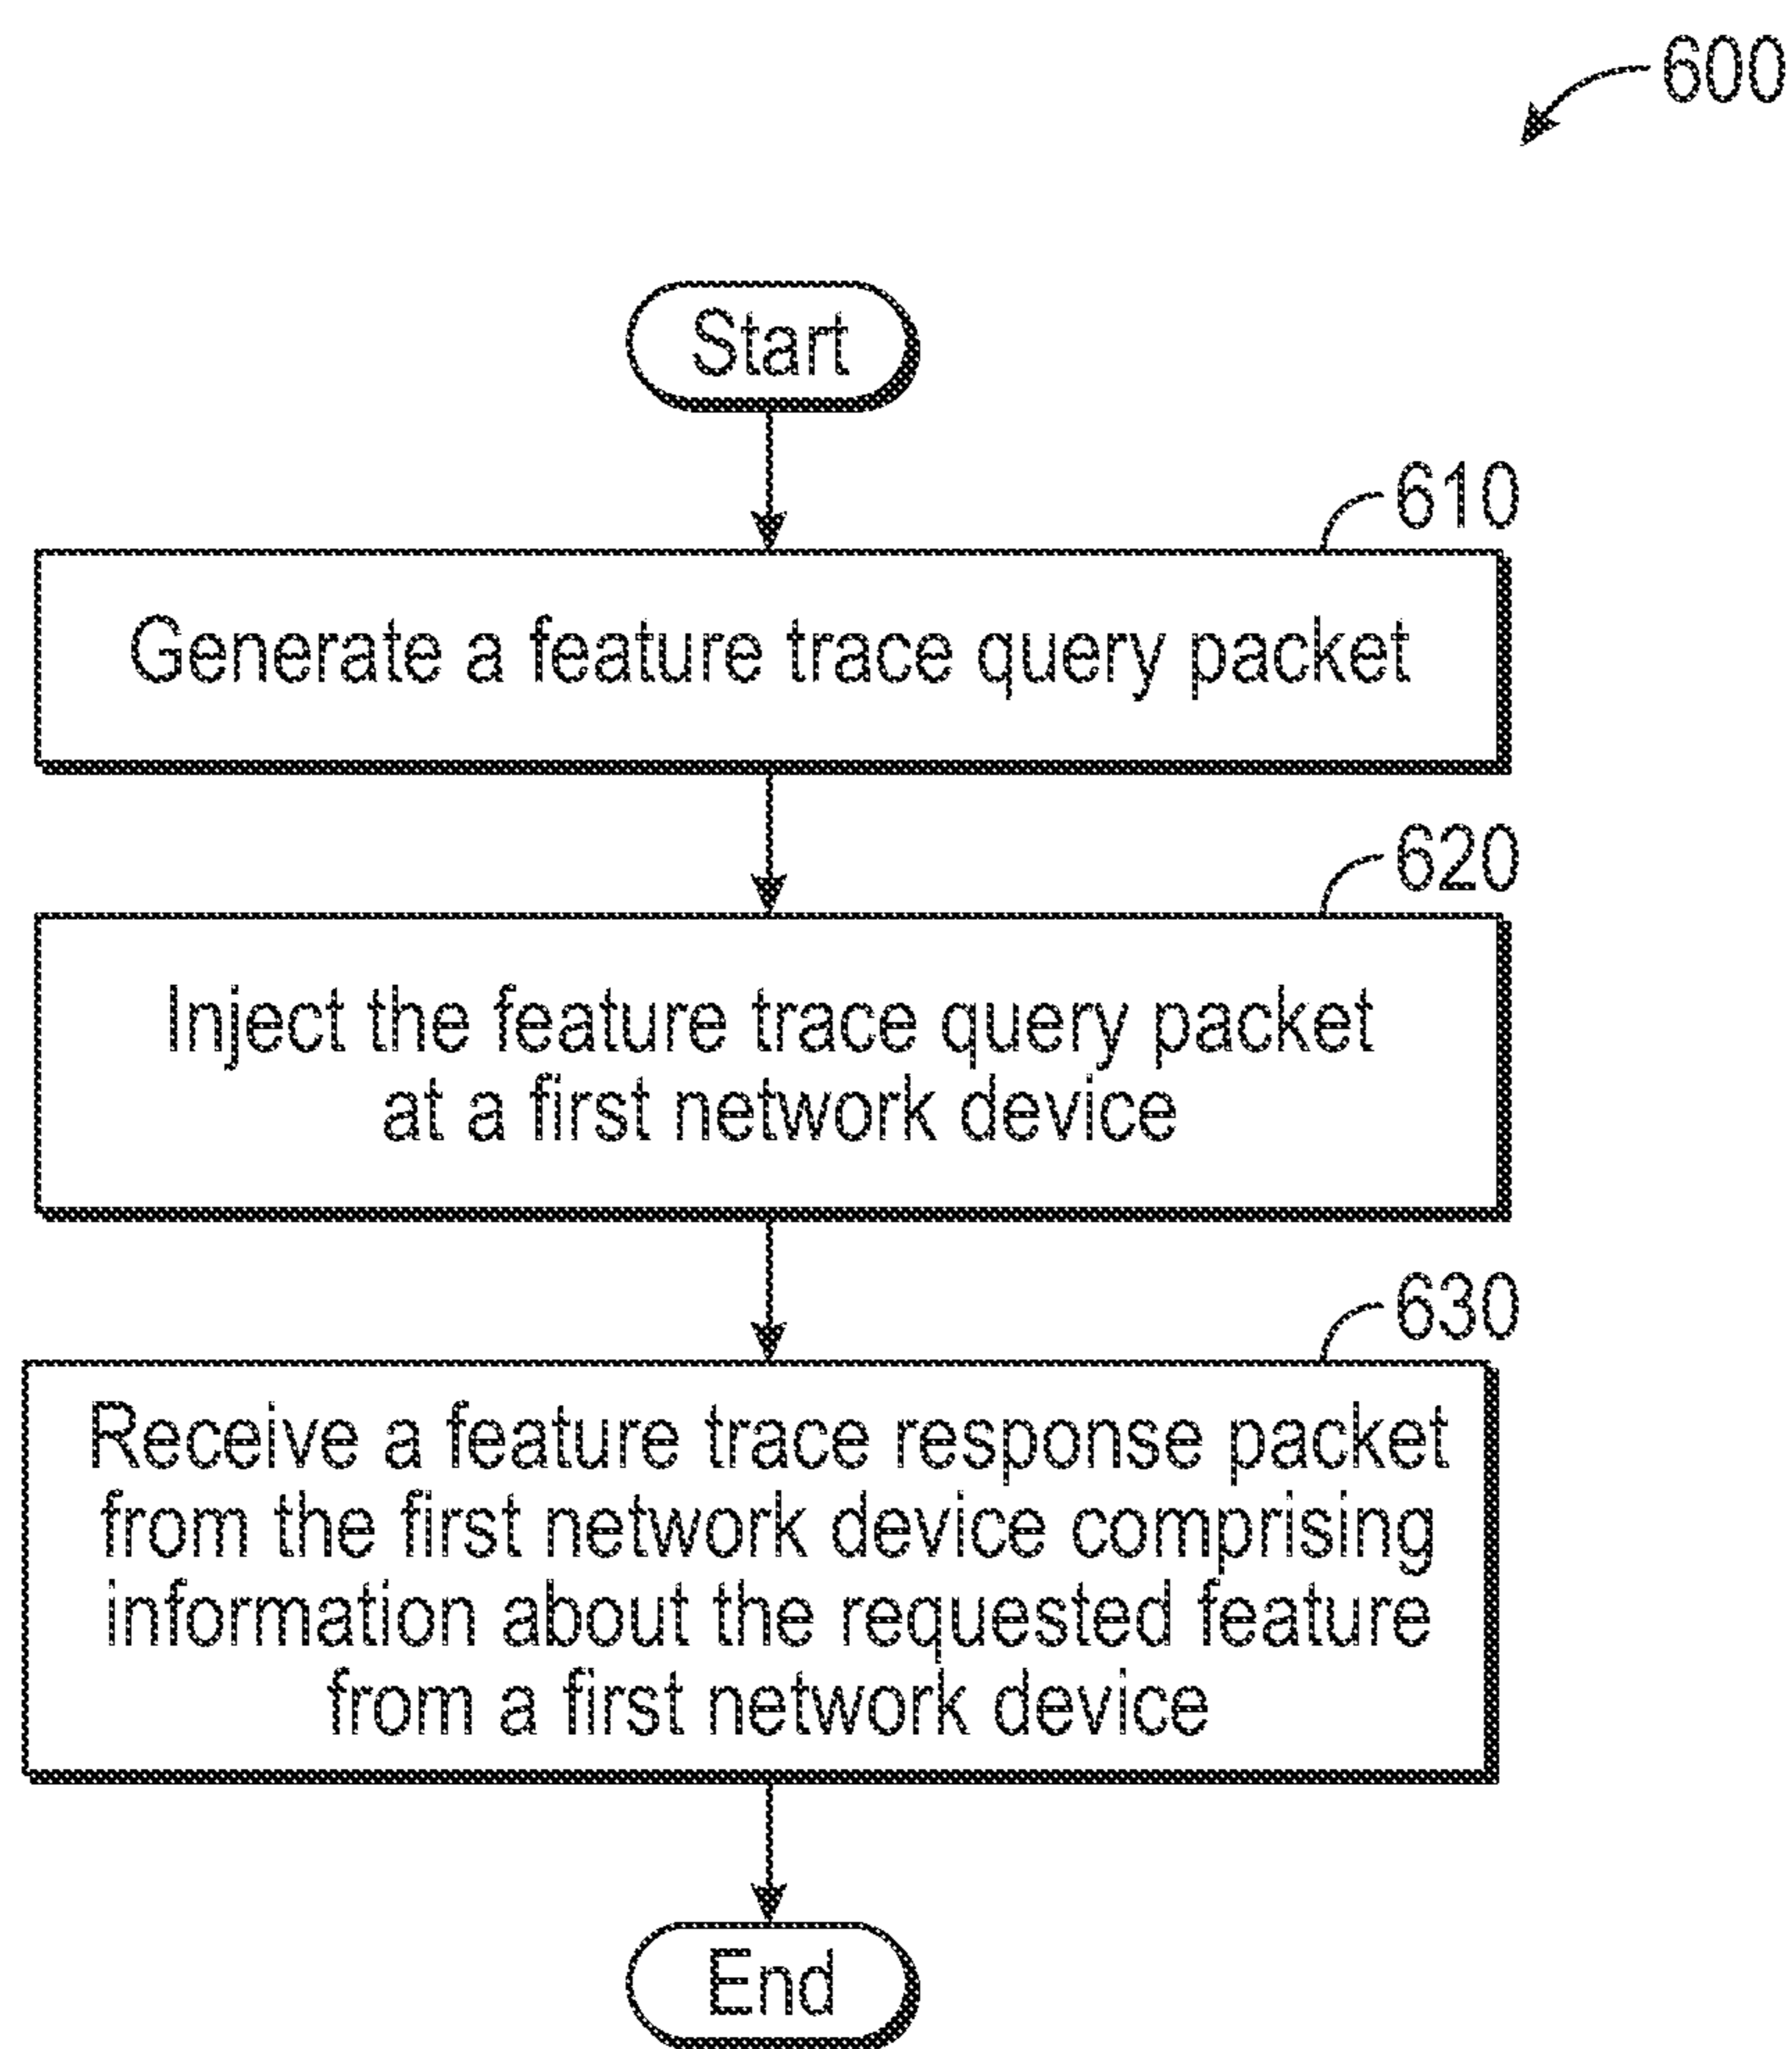 600
Start
610
Generate a feature trace query packet
620
Inject the feature trace query packet
at a first network device
630
Receive a feature trace response packet
from the first network device comprising
information about the requested feature
from a first network device
End